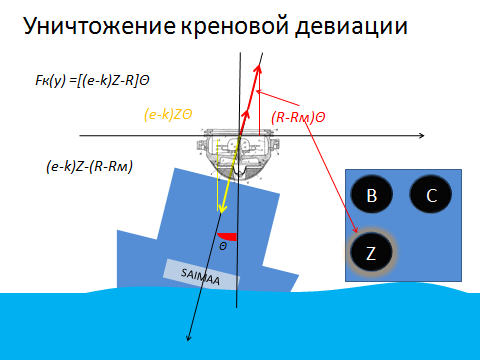 Уничтожение креновой девиации
Fк(y) =[(e-k)Z-R]Θ
(e-k)ZΘ
(R-Rм)Θ
(e-k)Z-(R-Rм)
B
C
Z
Θ
SAIMAA